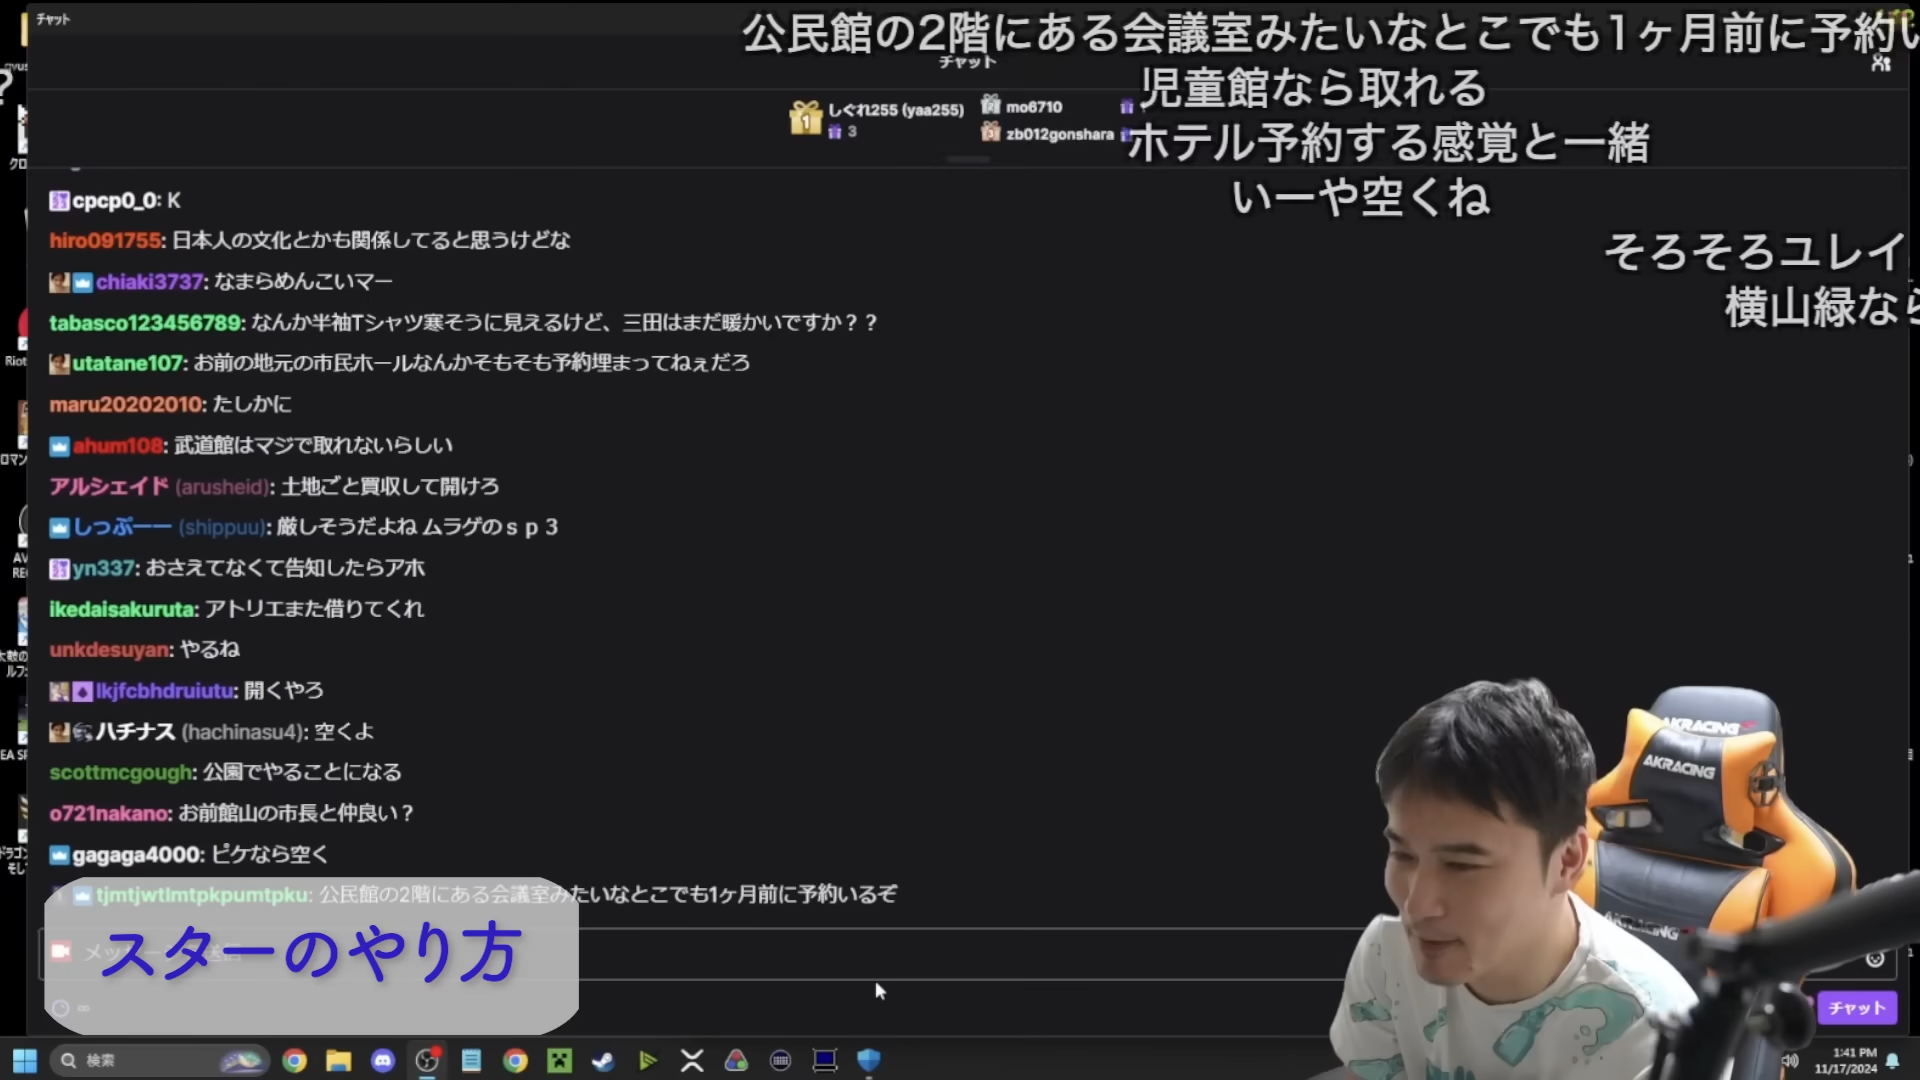 チャット
公民館の2階にある会議室みたいなとこでも1ヶ月前に予約い
チャット
児童館なら取れる
しぐれ255 (yaa255)
3
mo6710
zb012gonshara
ホテル予約する感覚と一緒
いーや空くね
そろそろユレイ
横山緑なら
cpcp0_0: K
hiro091755: 日本人の文化とかも関係してると思うけどな
chiaki3737: なまらめんこいマー
tabasco123456789: なんか半袖Tシャツ寒そうに見えるけど、三田はまだ暖かいですか？？
utatane107: お前の地元の市民ホールなんかそもそも予約埋まってねぇだろ
maru20202010: たしかに
ahum108: 武道館はマジで取れないらしい
アルシェイド (arusheid): 土地ごと買収して開けろ
しっぷーー (shippuu): 厳しそうだよね ムラゲのｓｐ３
yn337: おさえてなくて告知したらアホ
ikedaisakuruta: アトリエまた借りてくれ
unkdesuyan: やるね
lkjfcbhdruiutu: 開くやろ
ハチナス (hachinasu4): 空くよ
scottmcgough: 公園でやることになる
o721nakano: お前館山の市長と仲良い？
gagaga4000: ピケなら空く
tjmtjwtlmtpkpumtpku: 公民館の2階にある会議室みたいなとこでも1ヶ月前に予約いるぞ
スターのやり方
AKRACING
AKRACING
AKRACING
チャット
検索
1:41 PM
11/17/2024